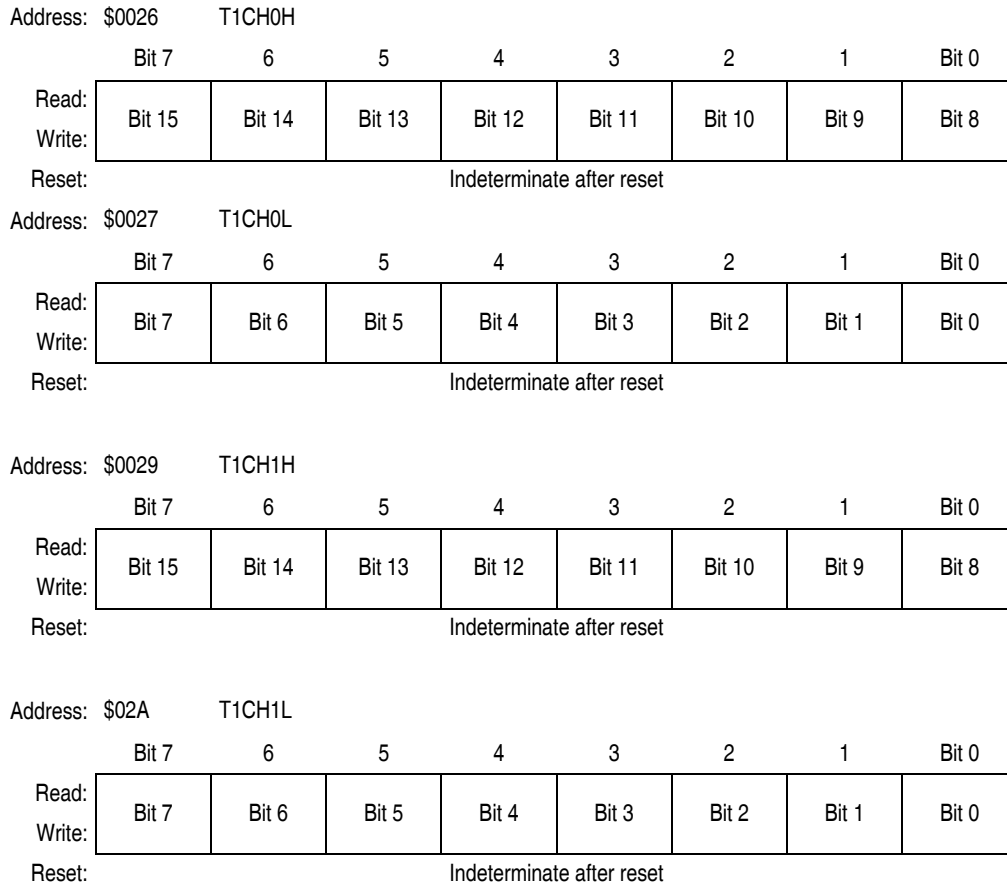 Address: $0026 T1CH0H
Bit 7 6 5 4 3 2 1 Bit 0
Read:
Bit 15 Bit 14 Bit 13 Bit 12 Bit 11 Bit 10 Bit 9 Bit 8
Write:
Reset: Indeterminate after reset
Address: $0027 T1CH0L
Bit 7 6 5 4 3 2 1 Bit 0
Read:
Bit 7 Bit 6 Bit 5 Bit 4 Bit 3 Bit 2 Bit 1 Bit 0
Write:
Reset: Indeterminate after reset
Address: $0029 T1CH1H
Bit 7 6 5 4 3 2 1 Bit 0
Read:
Bit 15 Bit 14 Bit 13 Bit 12 Bit 11 Bit 10 Bit 9 Bit 8
Write:
Reset: Indeterminate after reset
Address: $02A T1CH1L
Bit 7 6 5 4 3 2 1 Bit 0
Read:
Bit 7 Bit 6 Bit 5 Bit 4 Bit 3 Bit 2 Bit 1 Bit 0
Write:
Reset: Indeterminate after reset